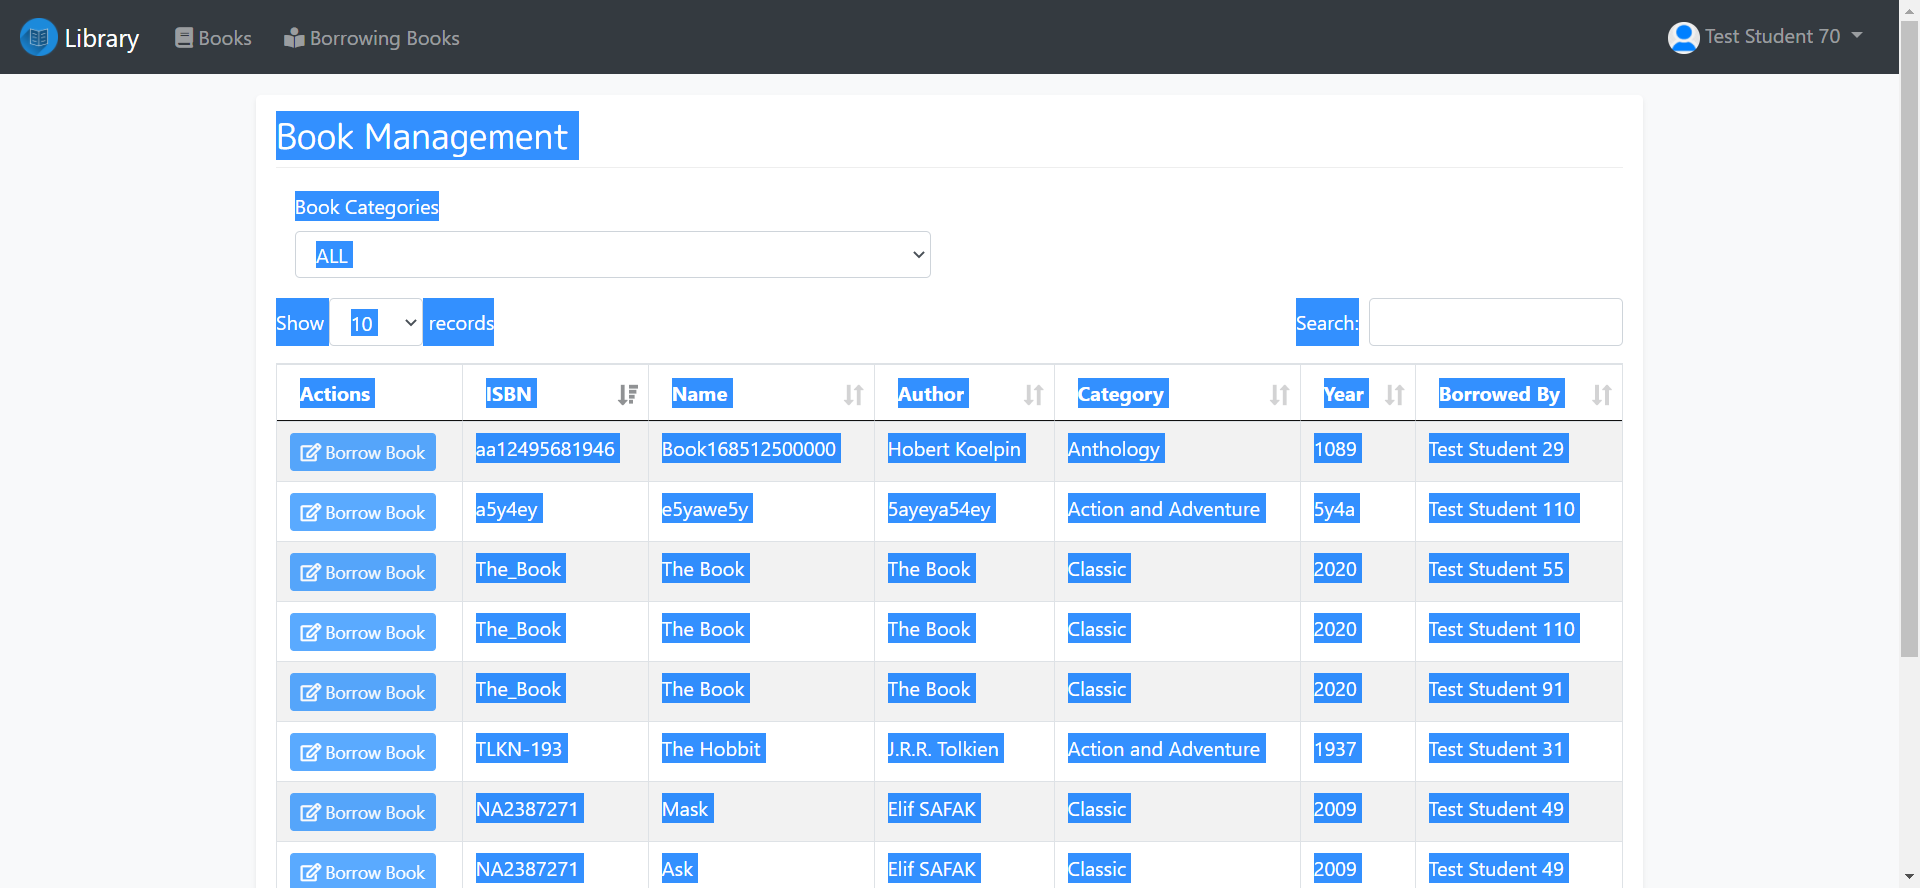 Library Books Borrowing Books Test Student 70
Book Management
Book Categories
ALL
Show 10 records Search:
Actions ISBN Name Author Category Year Borrowed By
Borrow Book aa12495681946 Book168512500000 Hobert Koelpin Anthology 1089 Test Student 29
Borrow Book a5y4ey e5yawe5y 5ayeya54ey Action and Adventure 5y4a Test Student 110
Borrow Book The_Book The Book The Book Classic 2020 Test Student 55
Borrow Book The_Book The Book The Book Classic 2020 Test Student 110
Borrow Book The_Book The Book The Book Classic 2020 Test Student 91
Borrow Book TLKN-193 The Hobbit J.R.R. Tolkien Action and Adventure 1937 Test Student 31
Borrow Book NA2387271 Mask Elif SAFAK Classic 2009 Test Student 49
Borrow Book NA2387271 Ask Elif SAFAK Classic 2009 Test Student 49